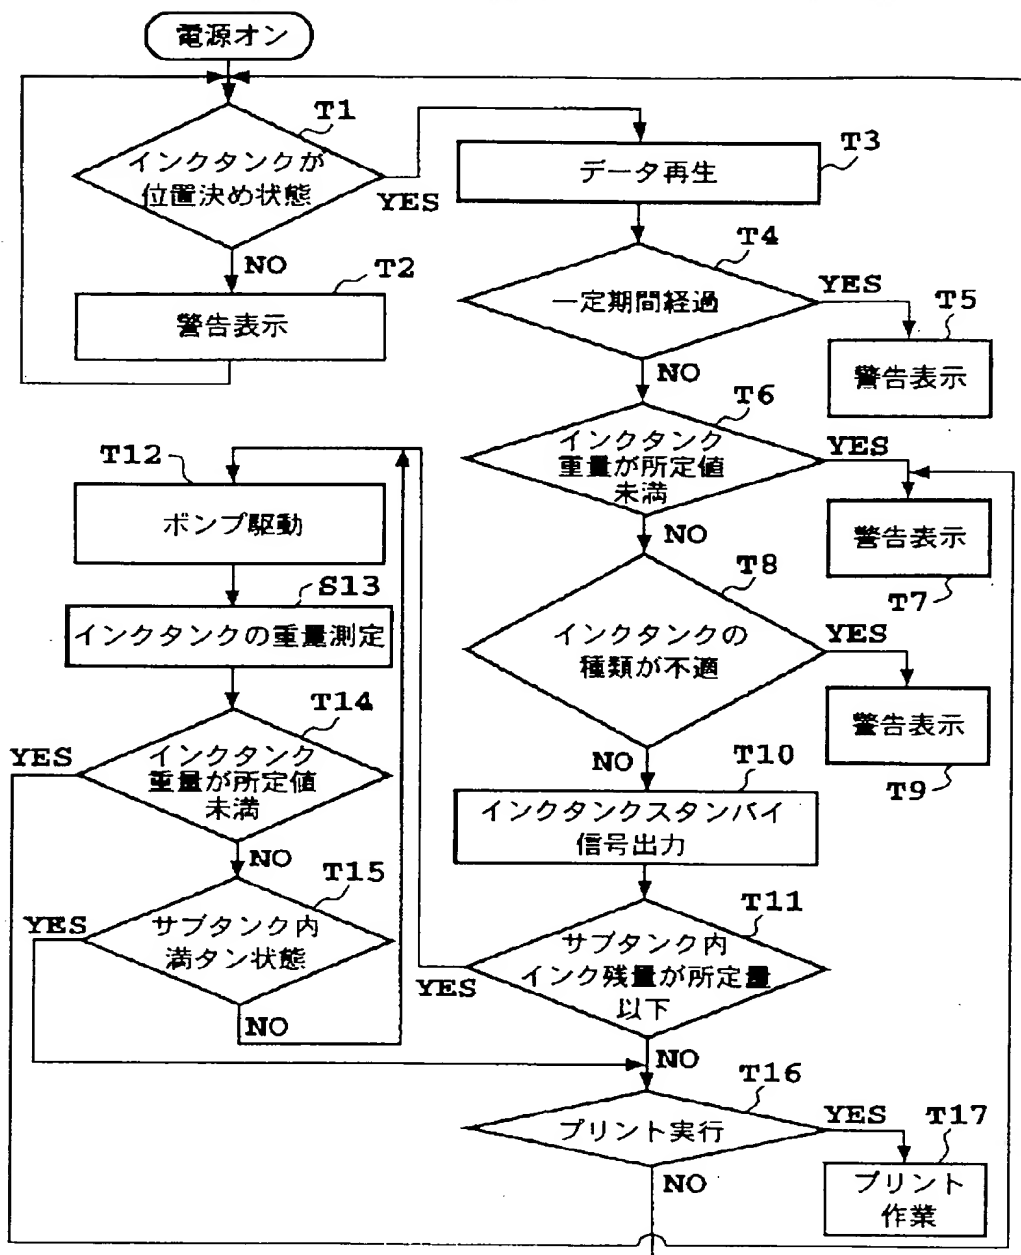 電源オン
T1
インクタンクが
位置決め状態
YES
NO
T2
警告表示
T3
データ再生
T4
一定期間経過
YES
NO
T5
警告表示
T6
インクタンク
重量が所定値
未満
YES
NO
警告表示
T7
T8
インクタンクの
種類が不適
YES
NO
警告表示
T9
T10
インクタンクスタンバイ
信号出力
T11
サブタンク内
インク残量が所定量
以下
YES
NO
T12
ポンプ駆動
S13
インクタンクの重量測定
T14
インクタンク
重量が所定値
未満
YES
NO
T15
サブタンク内
満タン状態
YES
NO
T16
プリント実行
YES
NO
T17
プリント
作業